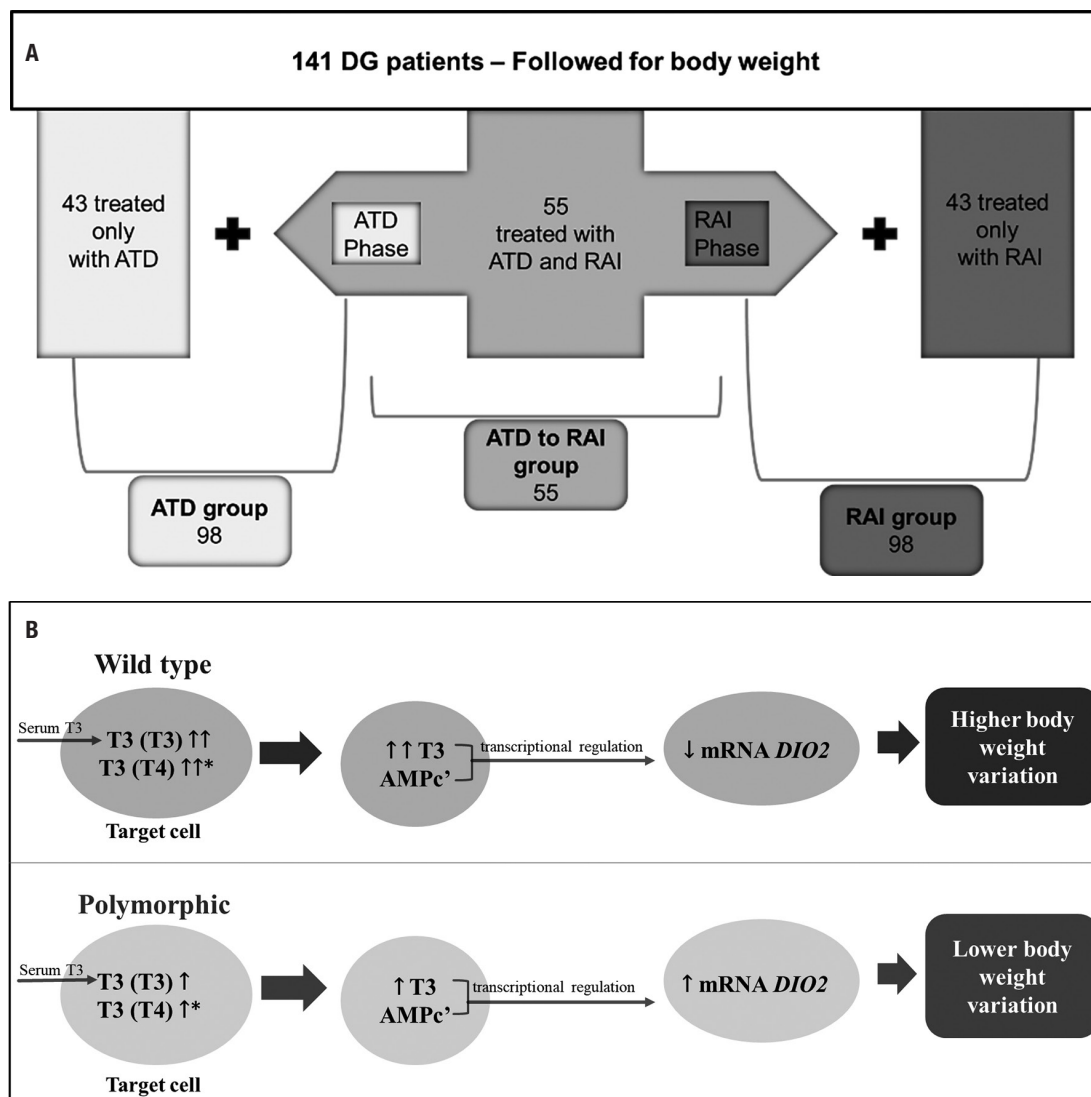 A
141 DG patients – Followed for body weight
43 treated
only
with ATD
ATD
Phase
55
treated with
ATD and RAI
RAI
Phase
43 treated
only
with RAI
ATD group
98
ATD to RAI
group
55
RAI group
98
B
Wild type
Serum T3
T3 (T3) ↑↑
T3 (T4) ↑↑*
Target cell
↑↑ T3
AMPc’
transcriptional regulation
↓ mRNA DIO2
Higher body
weight
variation
Polymorphic
Serum T3
T3 (T3) ↑
T3 (T4) ↑*
Target cell
↑ T3
AMPc’
transcriptional regulation
↑ mRNA DIO2
Lower body
weight
variation